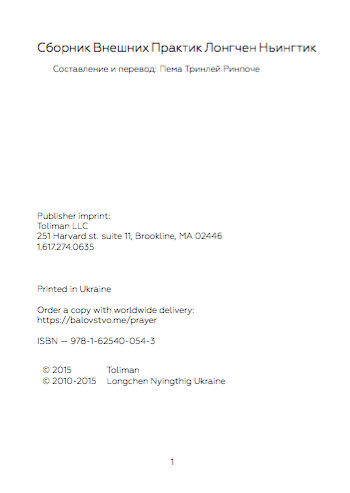 Сборник Внешних Практик Лонгчен Ньингтик
Составление и перевод: Пема Тринлей Ринпоче
Publisher imprint:
Toliman LLC
251 Harvard st. suite 11, Brookline, MA 02446
1.617.274.0635
Printed in Ukraine
Order a copy with worldwide delivery:
https://balovstvo.me/prayer
ISBN — 978-1-62540-054-3
© 2015 Toliman
© 2010-2015 Longchen Nyingthig Ukraine
1